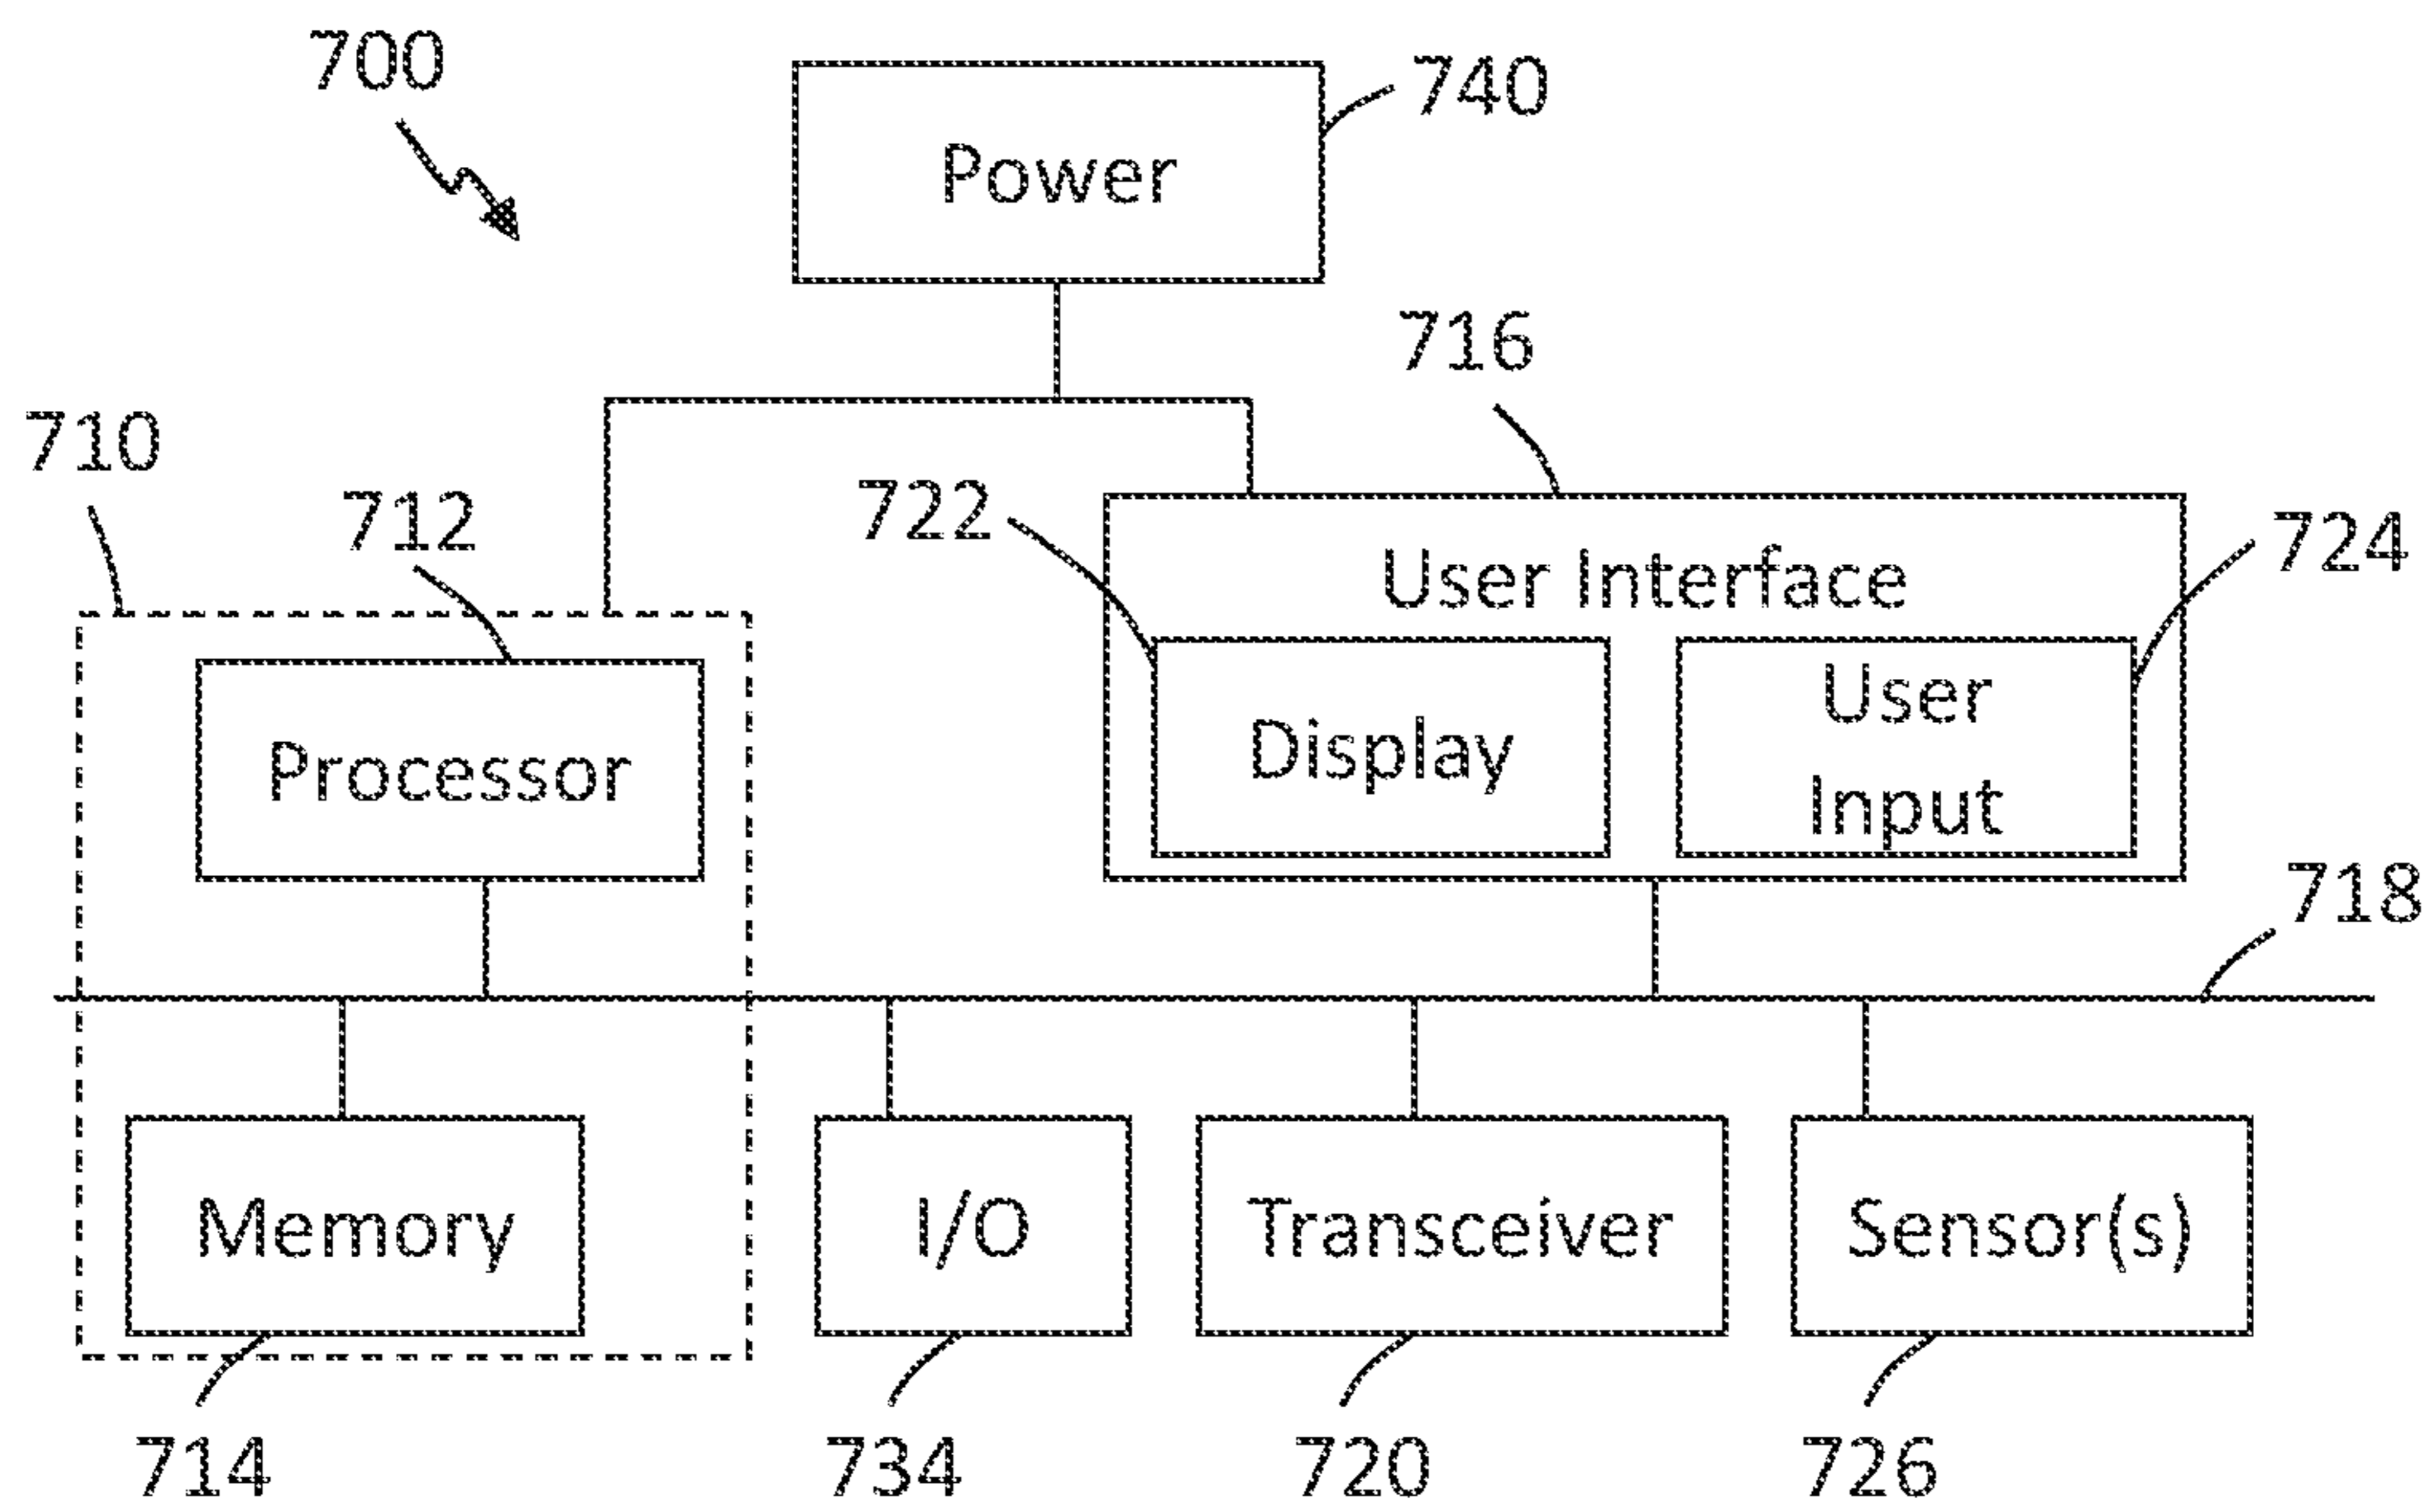 700
740
Power
716
710
712
722
User Interface
724
Processor
Display
User
Input
718
Memory
I/O
Transceiver
Sensor(s)
714
734
720
726